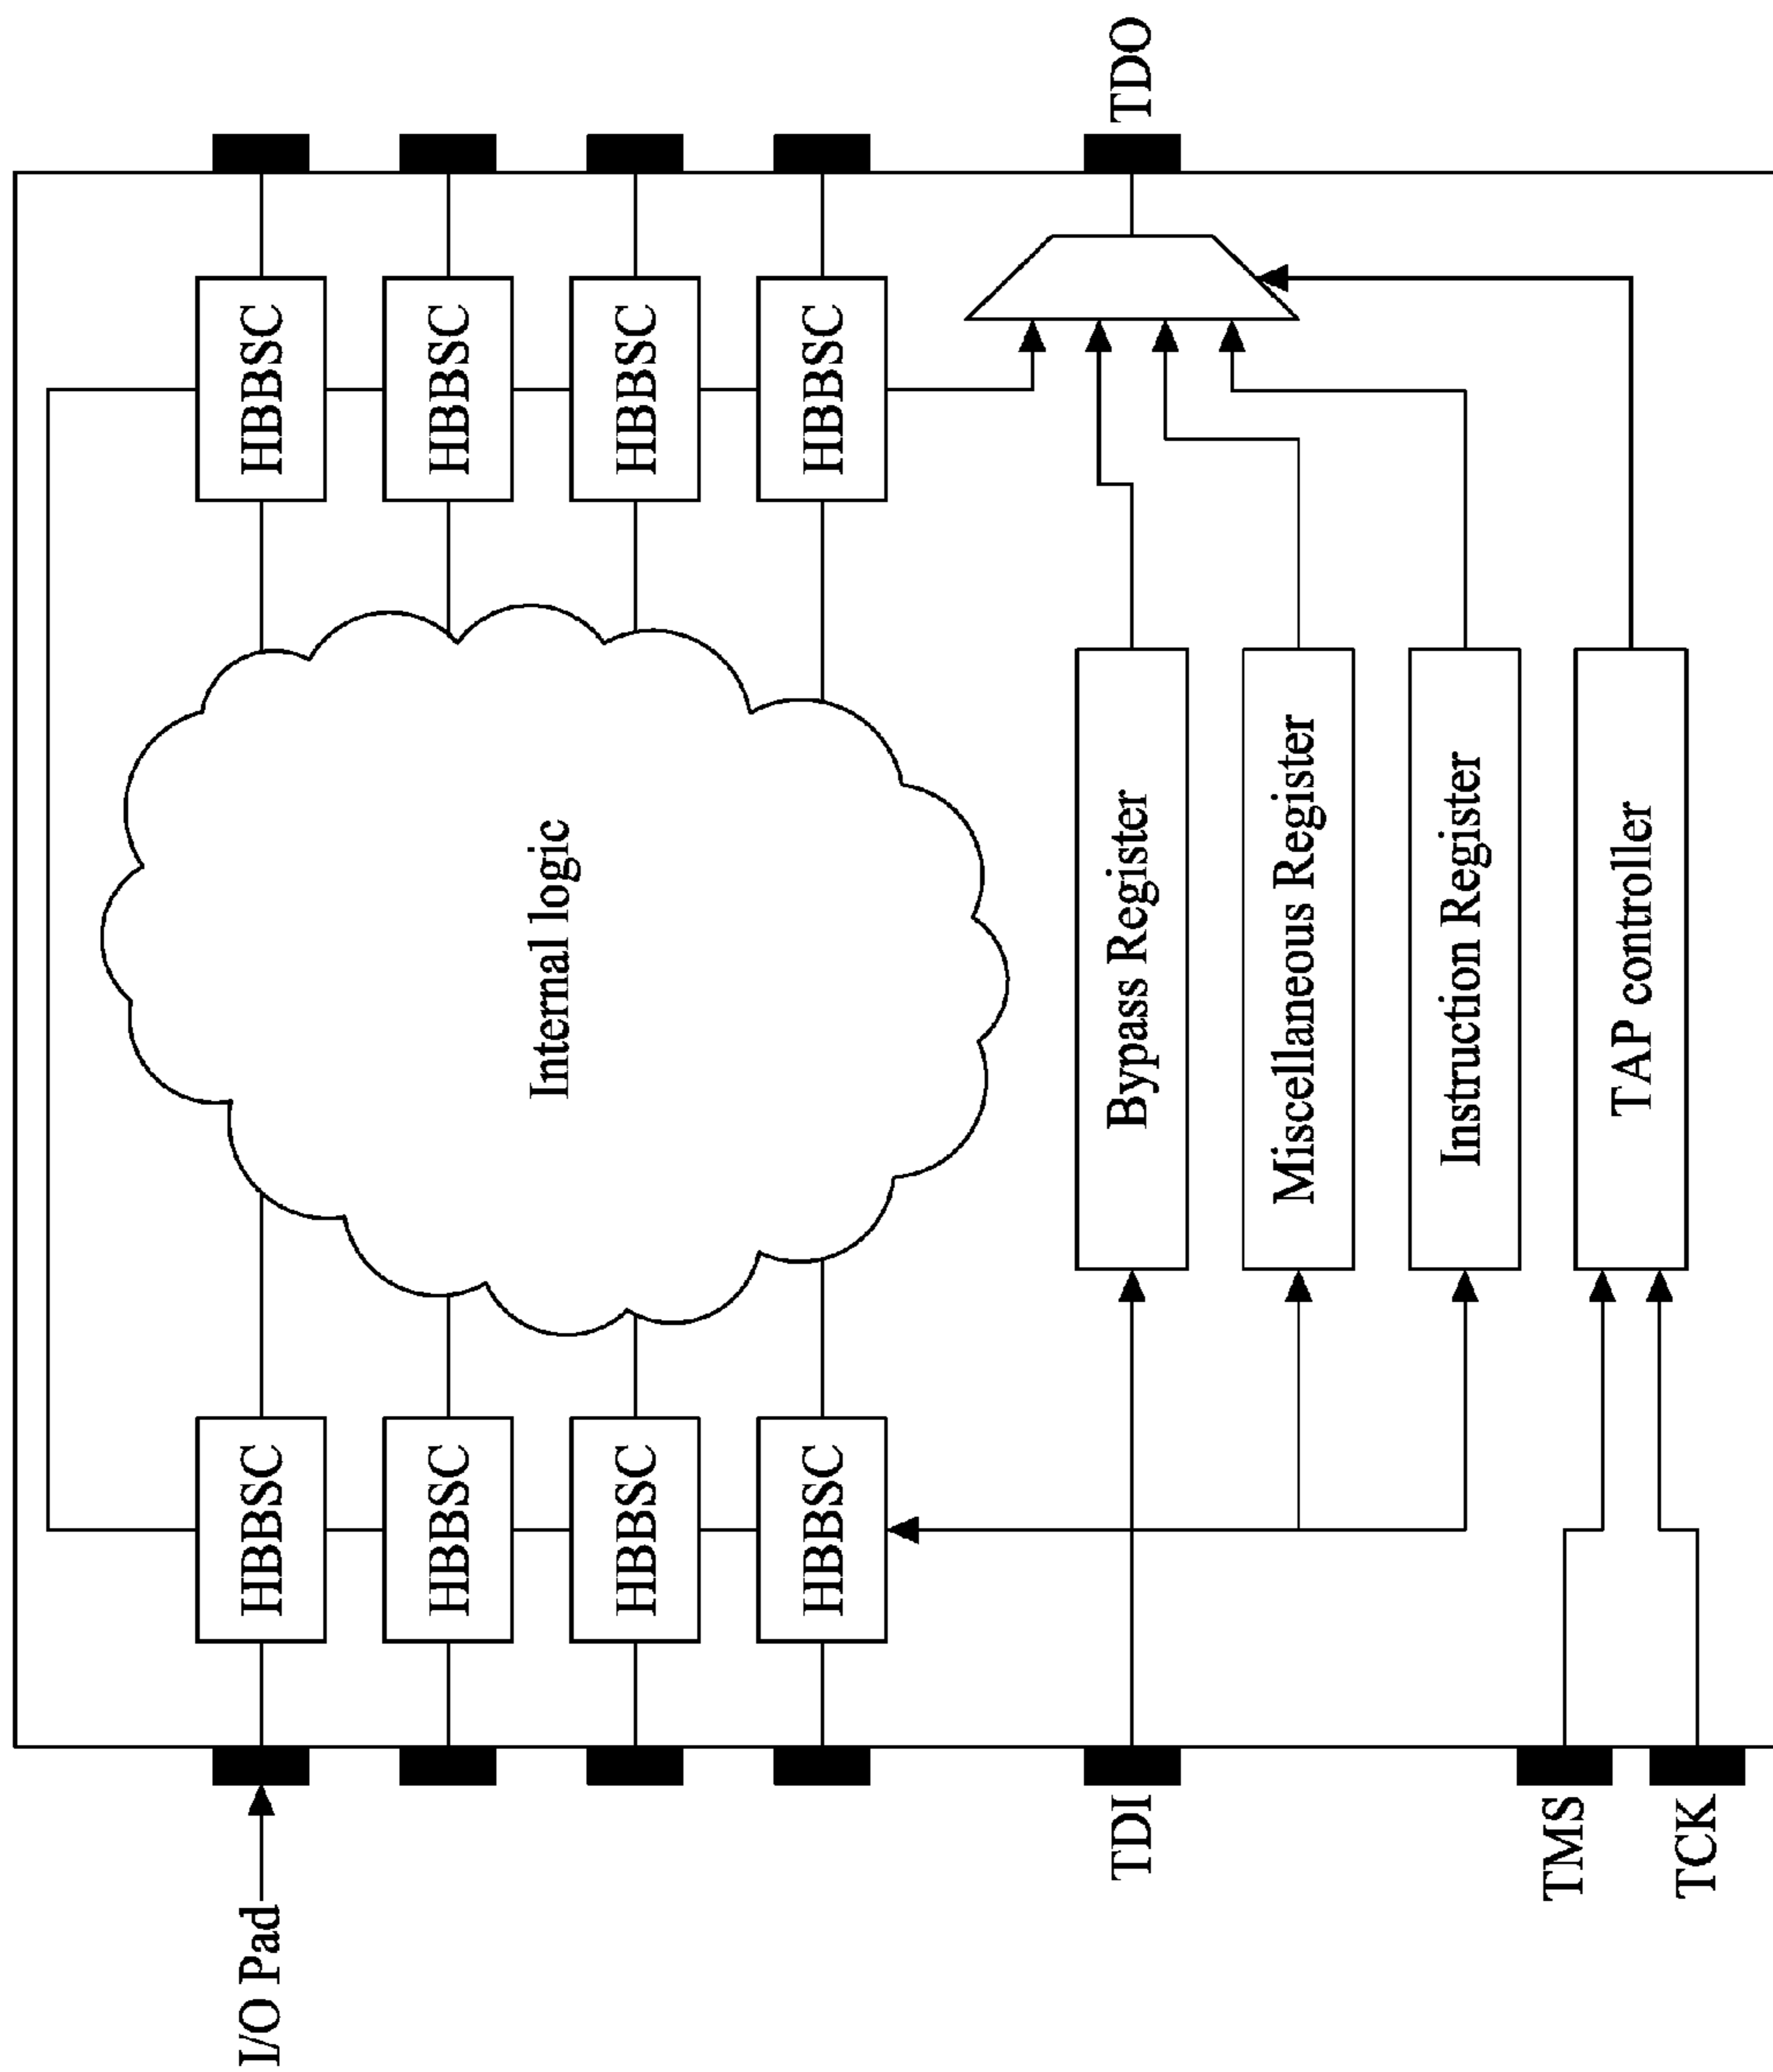 I/O Pad
HBBSC
HBBSC
HBBSC
HBBSC
HBBSC
HBBSC
HBBSC
HBBSC
Internal logic
TDI
Bypass Register
TDO
Miscellaneous Register
Instruction Register
TMS
TAP controller
TCK